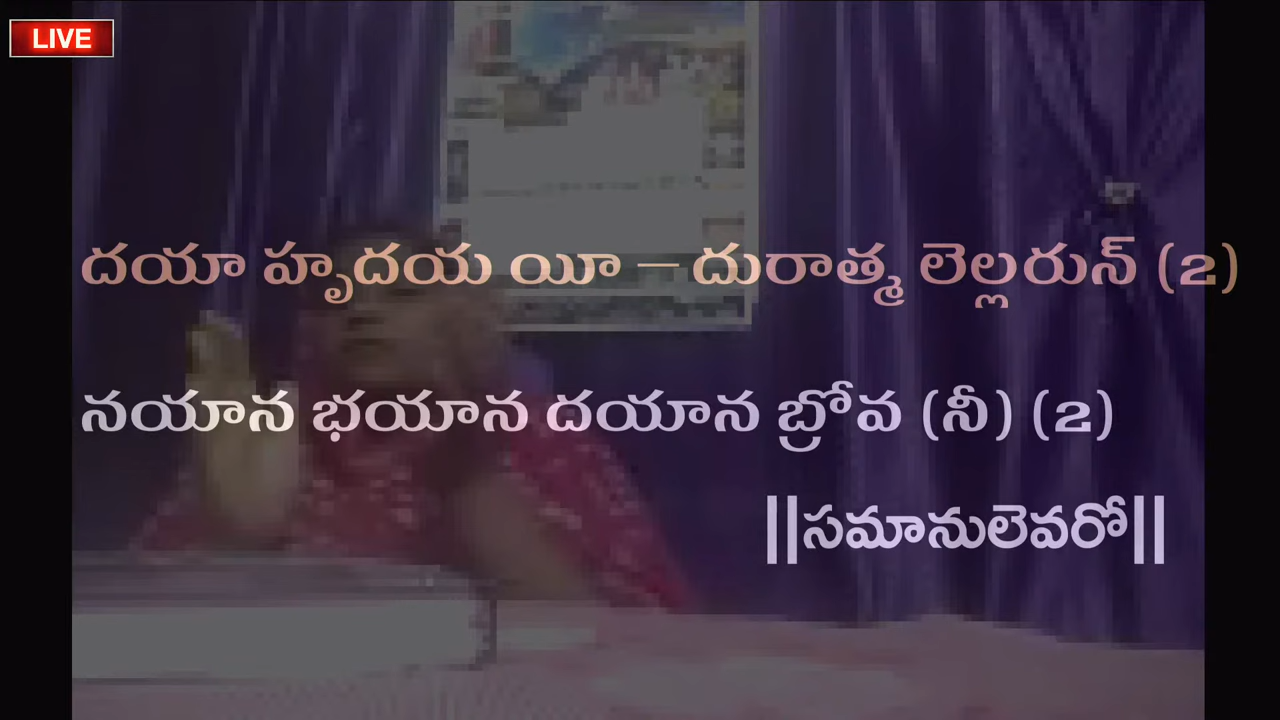 LIVE
దయా హృదయ యీ – దురాత్మ లెల్లరున్ (2)
నయాన భయాన దయాన బ్రోవ (నీ) (2)
||సమానులెవరో||